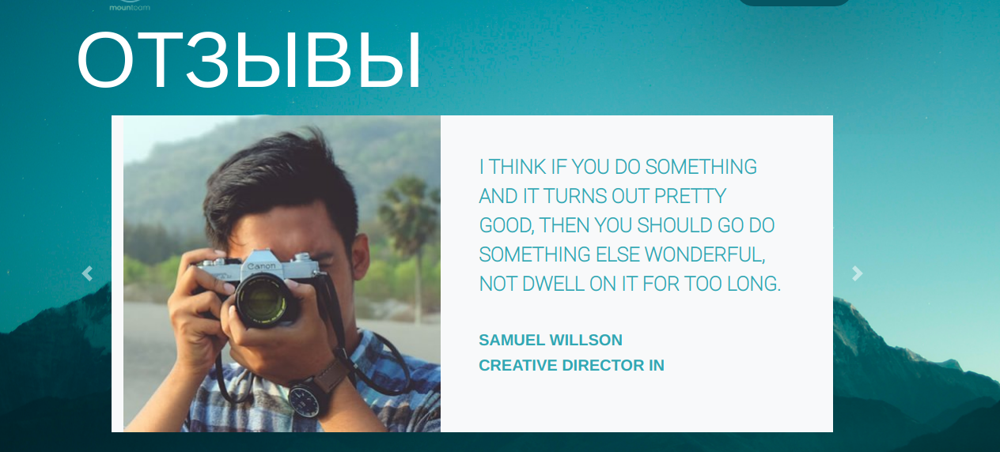 mountoam
ОТЗЫВЫ
I THINK IF YOU DO SOMETHING
AND IT TURNS OUT PRETTY
GOOD, THEN YOU SHOULD GO DO
SOMETHING ELSE WONDERFUL,
NOT DWELL ON IT FOR TOO LONG.
Canon
SAMUEL WILLSON
CREATIVE DIRECTOR IN